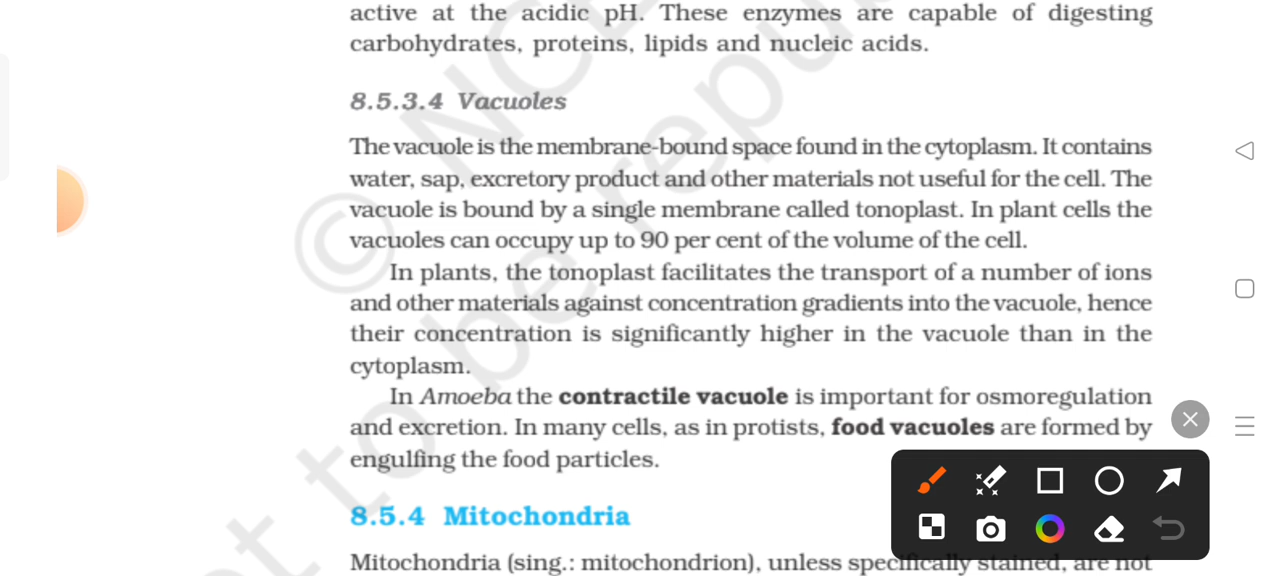 active at the acidic pH. These enzymes are capable of digesting
carbohydrates, proteins, lipids and nucleic acids.
8.5.3.4 Vacuoles
The vacuole is the membrane-bound space found in the cytoplasm. It contains
water, sap, excretory product and other materials not useful for the cell. The
vacuole is bound by a single membrane called tonoplast. In plant cells the
vacuoles can occupy up to 90 per cent of the volume of the cell.
In plants, the tonoplast facilitates the transport of a number of ions
and other materials against concentration gradients into the vacuole, hence
their concentration is significantly higher in the vacuole than in the
cytoplasm.
In Amoeba the contractile vacuole is important for osmoregulation
and excretion. In many cells, as in protists, food vacuoles are formed by
engulfing the food particles.
8.5.4 Mitochondria
Mitochondria (sing.: mitochondrion), unless specifically stained, are not